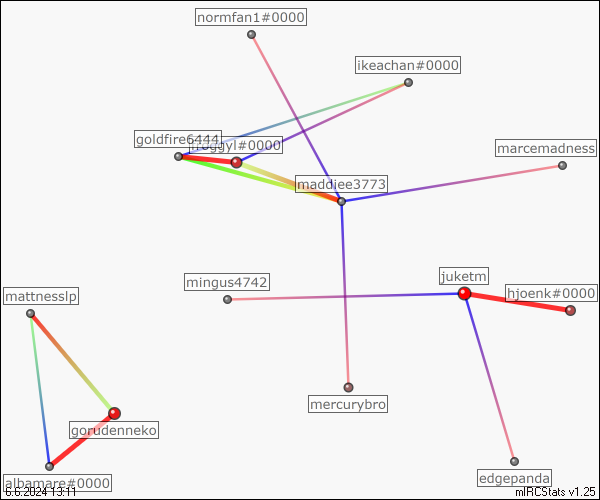 normfan1#0000
ikeachan#0000
goldfire6444
froggyl#0000
marcemadness
maddiee3773
juketm
mingus4742
hjoenk#0000
mattnesslp
mercurybro
gorudenneko
edgepanda
albamare#0000
6.6.2024 13:11
mIRCStats v1.25